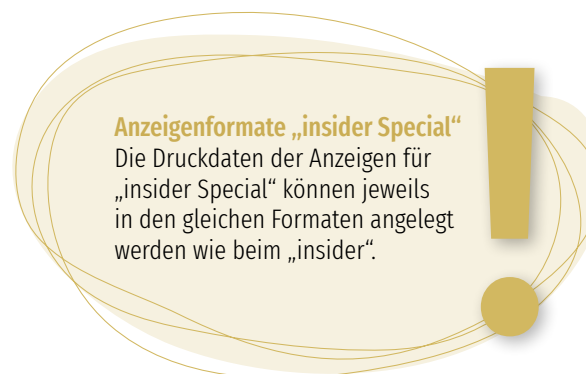 Anzeigenformate „insider Special“
Die Druckdaten der Anzeigen für
„insider Special“ können jeweils
in den gleichen Formaten angelegt
werden wie beim „insider“.
!